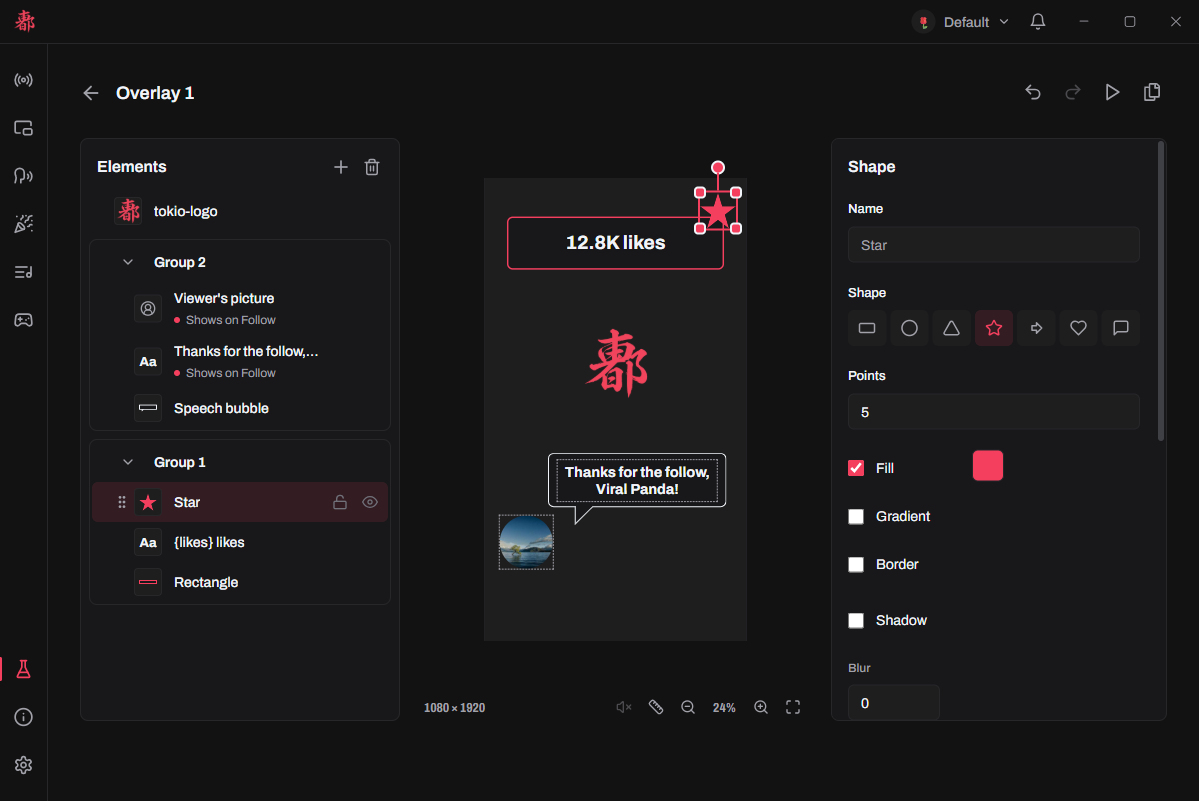 Default
Overlay 1
Elements
tokio-logo
Group 2
Viewer's picture
Shows on Follow
Aa
Thanks for the follow,...
Shows on Follow
Speech bubble
Group 1
Star
Aa
{likes} likes
Rectangle
12.8K likes
Thanks for the follow,
Viral Panda!
1080 × 1920
24%
Shape
Name
Star
Shape
Points
5
Fill
Gradient
Border
Shadow
Blur
0